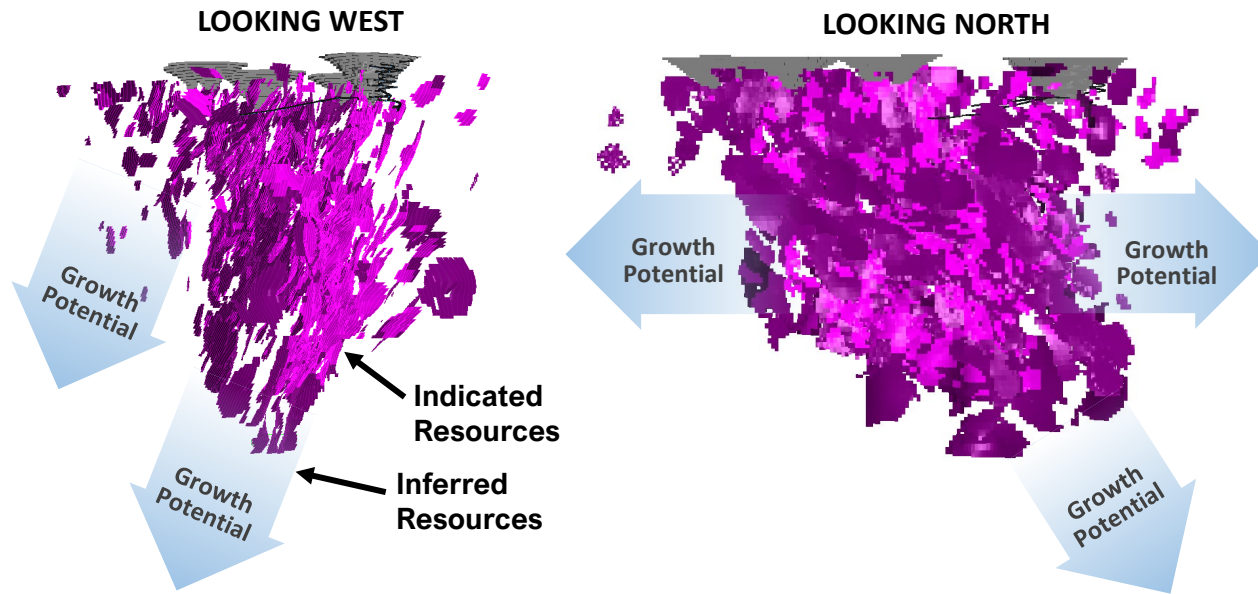 LOOKING WEST
LOOKING NORTH
Growth
Potential
Growth
Potential
Growth
Potential
Growth
Potential
Indicated
Resources
Inferred
Resources
Growth
Potential